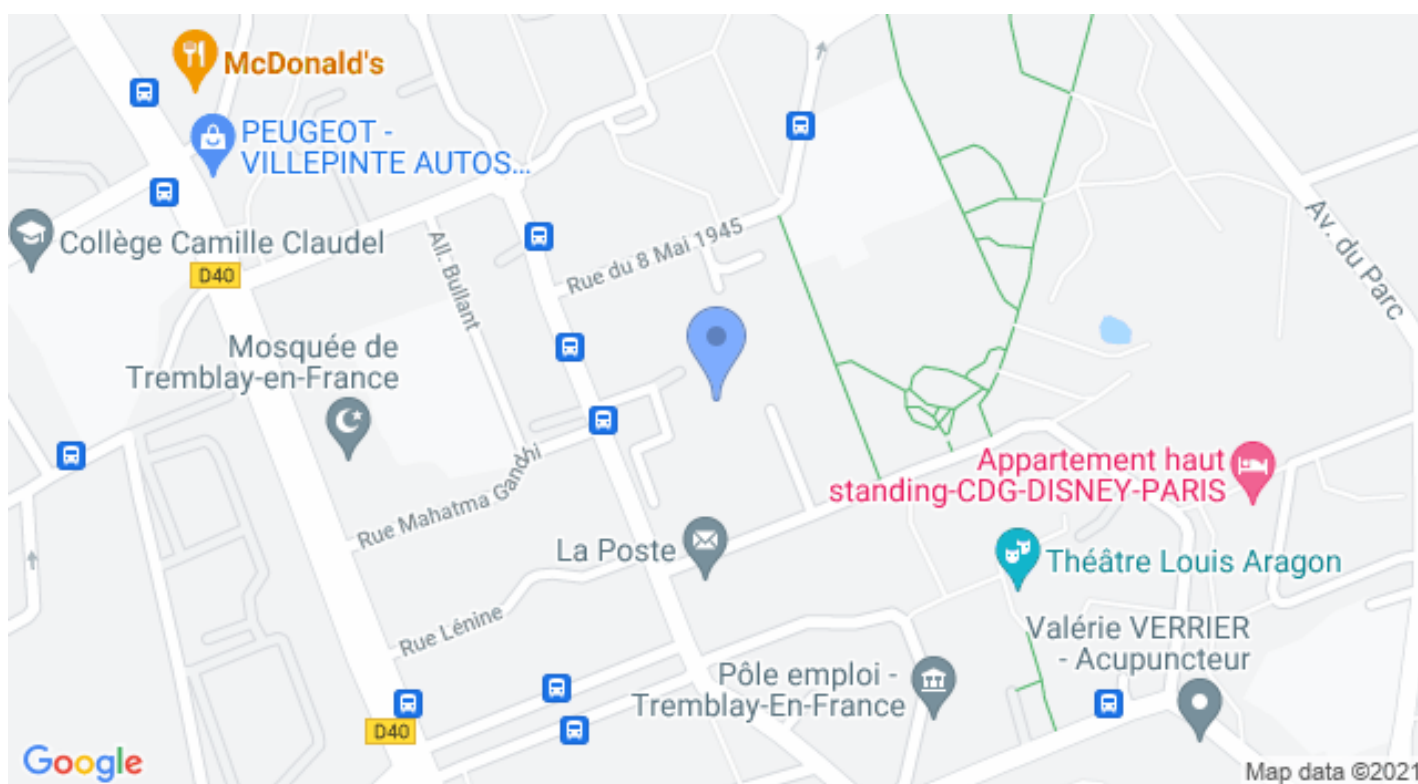 McDonald's
PEUGEOT -
VILLEPINTE AUTOS...
Collège Camille Claudel
D40
All. Bullant
Rue du 8 Mai 1945
Av. du Parc
Mosquée de
Tremblay-en-France
Rue Mahatma Gandhi
Appartement haut
standing-CDG-DISNEY-PARIS
La Poste
Théâtre Louis Aragon
Rue Lénine
Valérie VERRIER
- Acupuncteur
Pôle emploi -
Tremblay-En-France
D40
Google
Map data ©2021